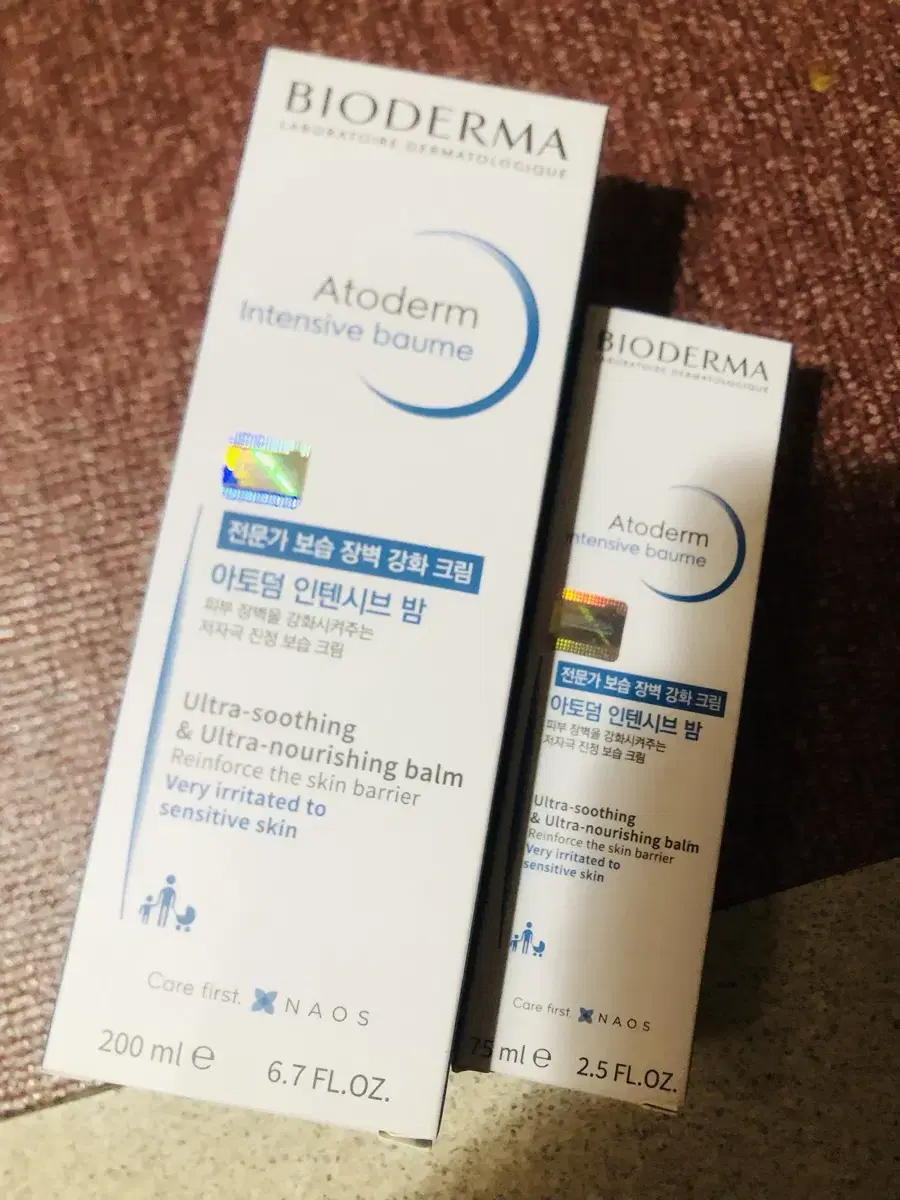 BIODERMA
LABORATOIRE DERMATOLOGIQUE
Atoderm
Intensive baume
전문가 보습 장벽 강화 크림
아토덤 인텐시브 밤
피부 장벽을 강화시켜주는
저자극 진정 보습 크림
Ultra-soothing
& Ultra-nourishing balm
Reinforce the skin barrier
Very irritated to
sensitive skin
Care first. NAOS
200 ml e 6.7 FL.OZ.
BIODERMA
LABORATOIRE DERMATOLOGIQUE
Atoderm
Intensive baume
전문가 보습 장벽 강화 크림
아토덤 인텐시브 밤
피부 장벽을 강화시켜주는
저자극 진정 보습 크림
Ultra-soothing
& Ultra-nourishing balm
Reinforce the skin barrier
Very irritated to
sensitive skin
Care first. NAOS
75 ml e 2.5 FL.OZ.